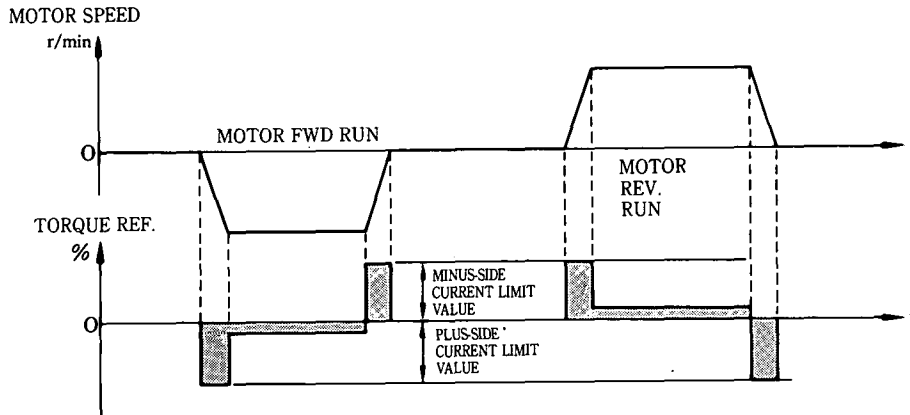 MOTOR SPEED
r/min
O
MOTOR FWD RUN
MOTOR
REV.
RUN
TORQUE REF.
%
O
MINUS-SIDE
CURRENT LIMIT
VALUE
PLUS-SIDE
CURRENT LIMIT
VALUE